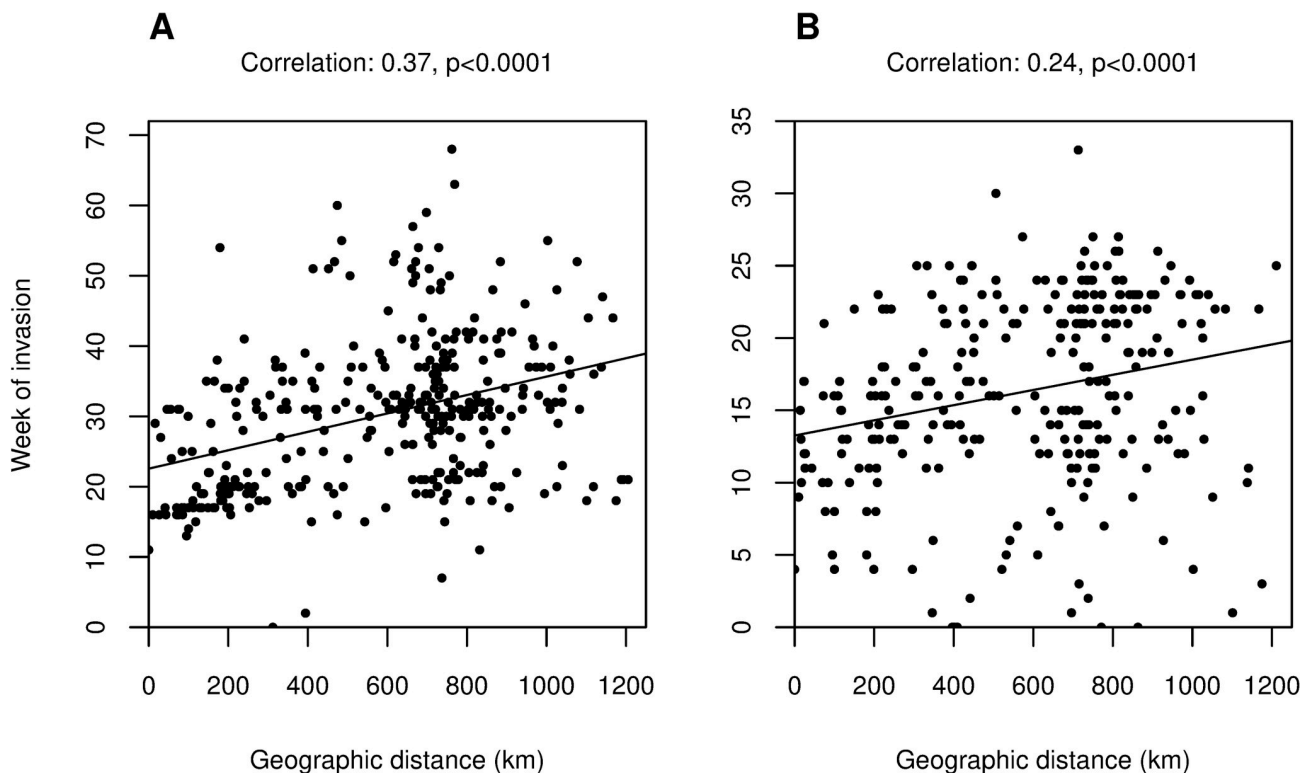 A
Correlation: 0.37, p<0.0001
Week of invasion
70
60
50
40
30
20
10
0
0 200 400 600 800 1000 1200
Geographic distance (km)
B
Correlation: 0.24, p<0.0001
35
30
25
20
15
10
5
0
0 200 400 600 800 1000 1200
Geographic distance (km)